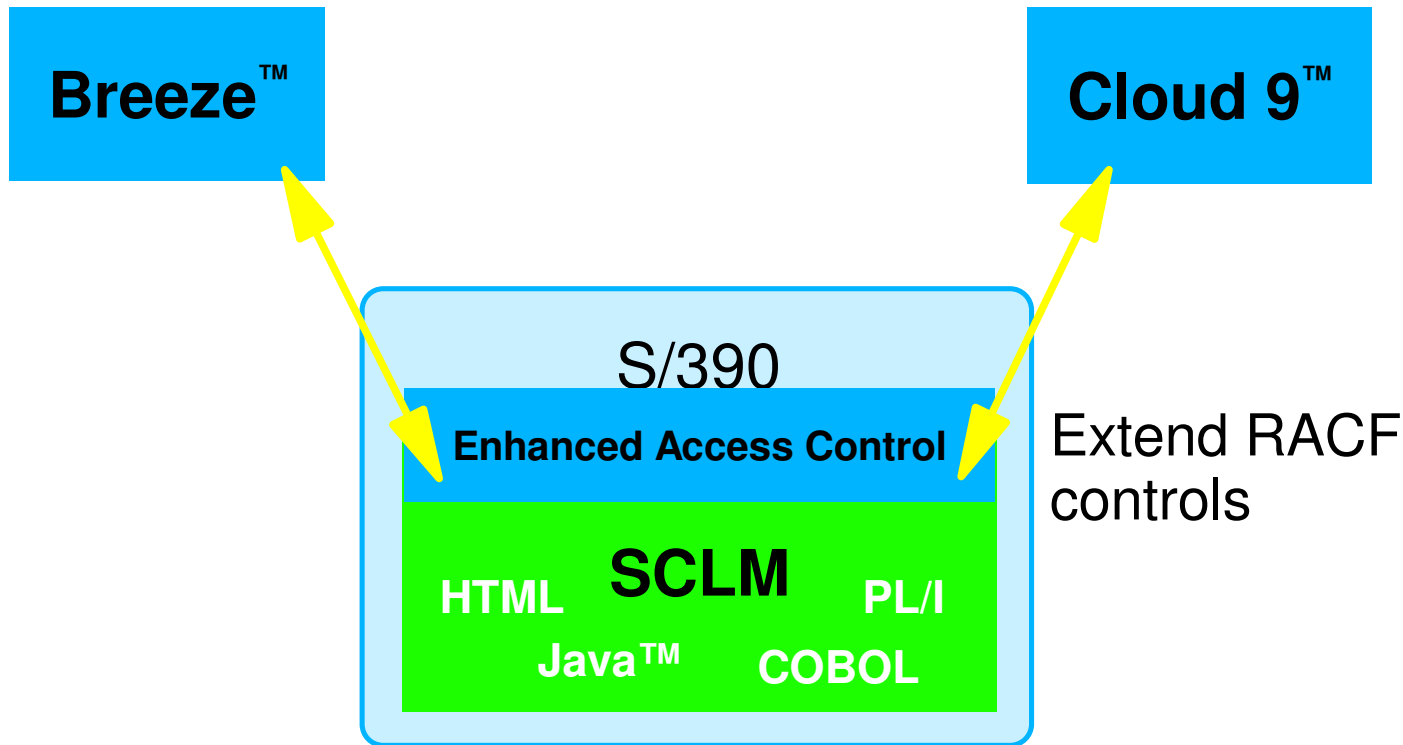 Breeze™
Cloud 9™
S/390
Enhanced Access Control
Extend RACF
controls
SCLM
HTML
PL/I
Java™
COBOL